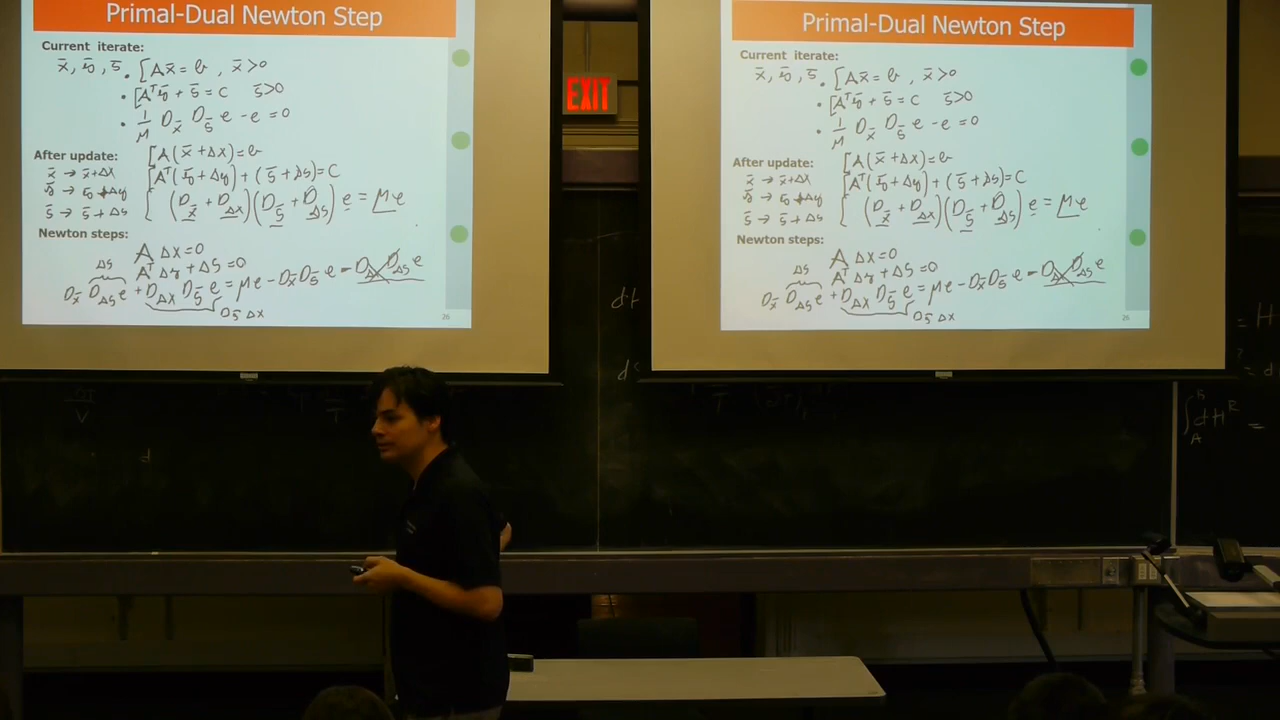 Primal-Dual Newton Step
Current iterate:
x̄, ȳ, s̄ . [Ax̄ = b , x̄ > 0
• [Aᵀȳ + s̄ = c s̄ > 0
• 1/μ D_x̄ D_s̄ e - e = 0
After update: [A(x̄ + Δx) = b
x̄ → x̄ + Δx [Aᵀ(ȳ + Δy) + (s̄ + Δs) = C
ȳ → ȳ + Δy [(D_x̄ + D_Δx)(D_s̄ + D_Δs) e = μe
s̄ → s̄ + Δs
Newton steps:
A Δx = 0
Δs Aᵀ Δy + Δs = 0
D_x̄ D_Δs e + D_Δx D_s̄ e = μe - D_x̄ D_s̄ e - D_Δx D_Δs e
D_s̄ Δx
26
Primal-Dual Newton Step
Current iterate:
x̄, ȳ, s̄ . [Ax̄ = b , x̄ > 0
• [Aᵀȳ + s̄ = c s̄ > 0
• 1/μ D_x̄ D_s̄ e - e = 0
After update: [A(x̄ + Δx) = b
x̄ → x̄ + Δx [Aᵀ(ȳ + Δy) + (s̄ + Δs) = C
ȳ → ȳ + Δy [(D_x̄ + D_Δx)(D_s̄ + D_Δs) e = μe
s̄ → s̄ + Δs
Newton steps:
A Δx = 0
Δs Aᵀ Δy + Δs = 0
D_x̄ D_Δs e + D_Δx D_s̄ e = μe - D_x̄ D_s̄ e - D_Δx D_Δs e
D_s̄ Δx
26
EXIT